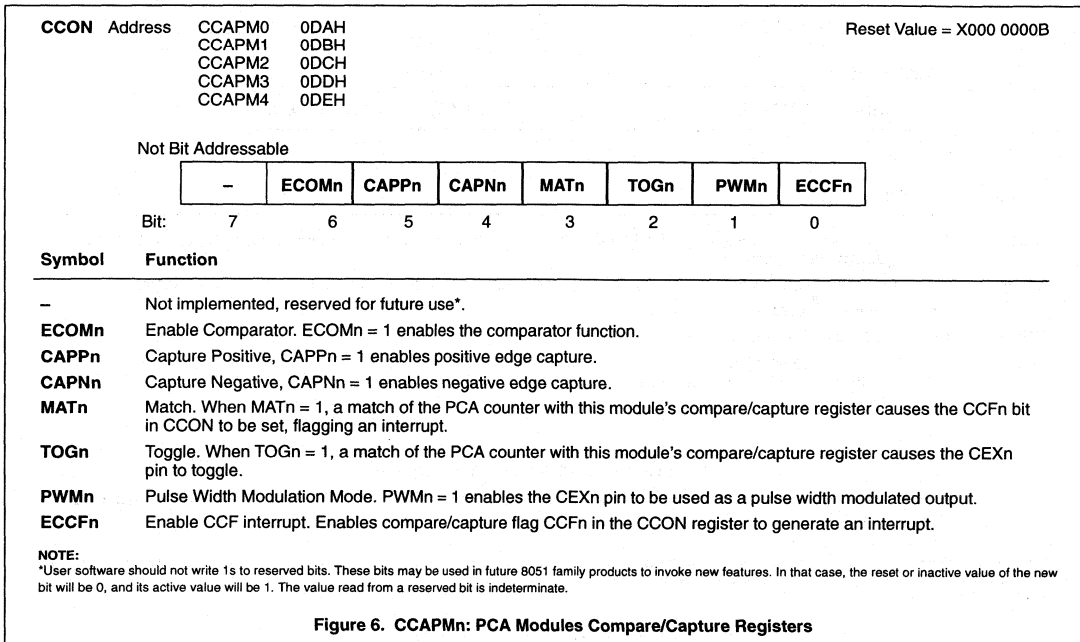 CCON Address CCAPM0 0DAH Reset Value = X000 0000B
CCAPM1 0DBH
CCAPM2 0DCH
CCAPM3 0DDH
CCAPM4 0DEH
Not Bit Addressable
– ECOMn CAPPn CAPNn MATn TOGn PWMn ECCFn
Bit: 7 6 5 4 3 2 1 0
Symbol Function
– Not implemented, reserved for future use*.
ECOMn Enable Comparator. ECOMn = 1 enables the comparator function.
CAPPn Capture Positive, CAPPn = 1 enables positive edge capture.
CAPNn Capture Negative, CAPNn = 1 enables negative edge capture.
MATn Match. When MATn = 1, a match of the PCA counter with this module's compare/capture register causes the CCFn bit
in CCON to be set, flagging an interrupt.
TOGn Toggle. When TOGn = 1, a match of the PCA counter with this module's compare/capture register causes the CEXn
pin to toggle.
PWMn Pulse Width Modulation Mode. PWMn = 1 enables the CEXn pin to be used as a pulse width modulated output.
ECCFn Enable CCF interrupt. Enables compare/capture flag CCFn in the CCON register to generate an interrupt.
NOTE:
*User software should not write 1s to reserved bits. These bits may be used in future 8051 family products to invoke new features. In that case, the reset or inactive value of the new
bit will be 0, and its active value will be 1. The value read from a reserved bit is indeterminate.
Figure 6. CCAPMn: PCA Modules Compare/Capture Registers